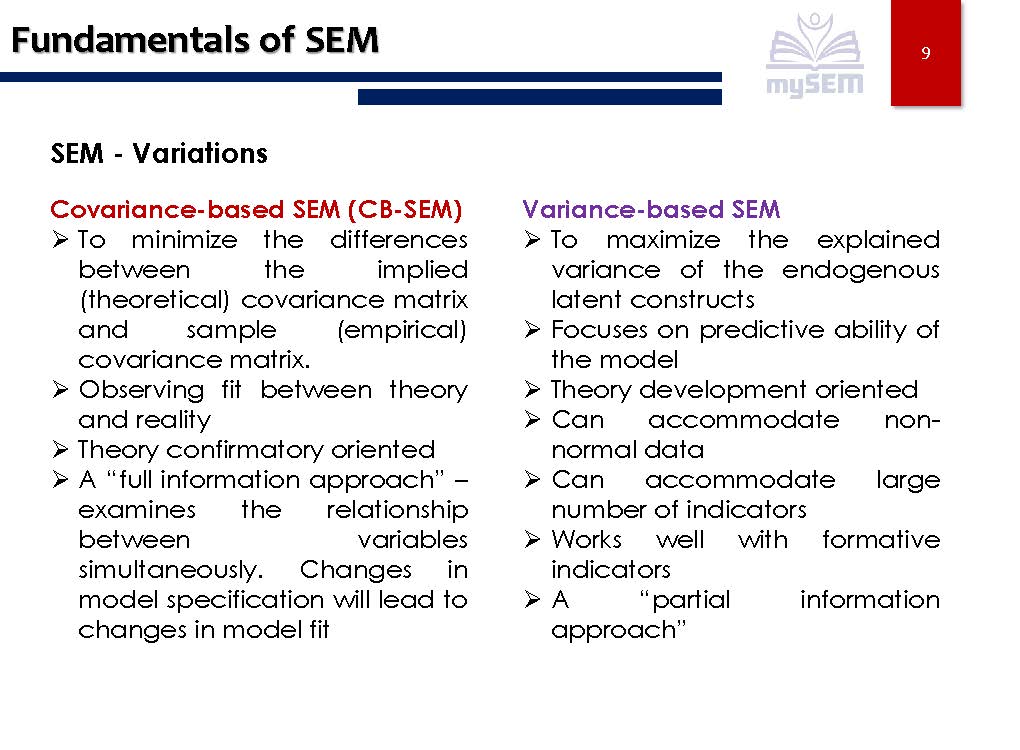 Fundamentals of SEM
mySEM
9
SEM - Variations
Covariance-based SEM (CB-SEM)
➢ To minimize the differences
between the implied
(theoretical) covariance matrix
and sample (empirical)
covariance matrix.
➢ Observing fit between theory
and reality
➢ Theory confirmatory oriented
➢ A “full information approach” –
examines the relationship
between variables
simultaneously. Changes in
model specification will lead to
changes in model fit
Variance-based SEM
➢ To maximize the explained
variance of the endogenous
latent constructs
➢ Focuses on predictive ability of
the model
➢ Theory development oriented
➢ Can accommodate non-
normal data
➢ Can accommodate large
number of indicators
➢ Works well with formative
indicators
➢ A “partial information
approach”